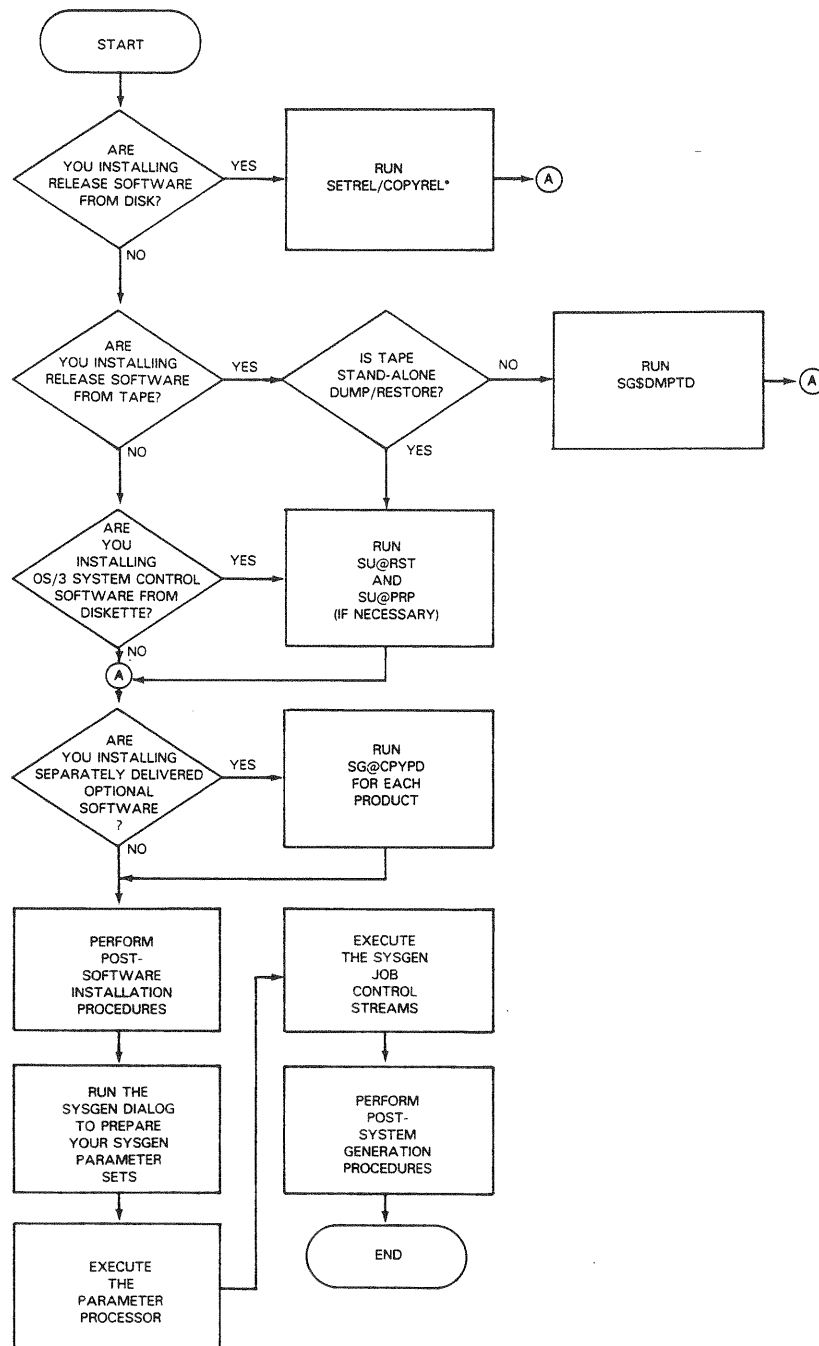 START
ARE
YOU INSTALLING
RELEASE SOFTWARE
FROM DISK?
YES
RUN
SETREL/COPYREL*
A
NO
ARE
YOU INSTALLIING
RELEASE SOFTWARE
FROM TAPE?
YES
IS TAPE
STAND-ALONE
DUMP/RESTORE?
NO
RUN
SG$DMPTD
A
NO
YES
ARE
YOU
INSTALLING
OS/3 SYSTEM CONTROL
SOFTWARE FROM
DISKETTE?
YES
RUN
SU@RST
AND
SU@PRP
(IF NECESSARY)
NO
A
ARE
YOU INSTALLING
SEPARATELY DELIVERED
OPTIONAL
SOFTWARE
?
YES
RUN
SG@CPYPD
FOR EACH
PRODUCT
NO
PERFORM
POST-
SOFTWARE
INSTALLATION
PROCEDURES
RUN THE
SYSGEN DIALOG
TO PREPARE
YOUR SYSGEN
PARAMETER
SETS
EXECUTE
THE
PARAMETER
PROCESSOR
EXECUTE
THE SYSGEN
JOB
CONTROL
STREAMS
PERFORM
POST-
SYSTEM
GENERATION
PROCEDURES
END